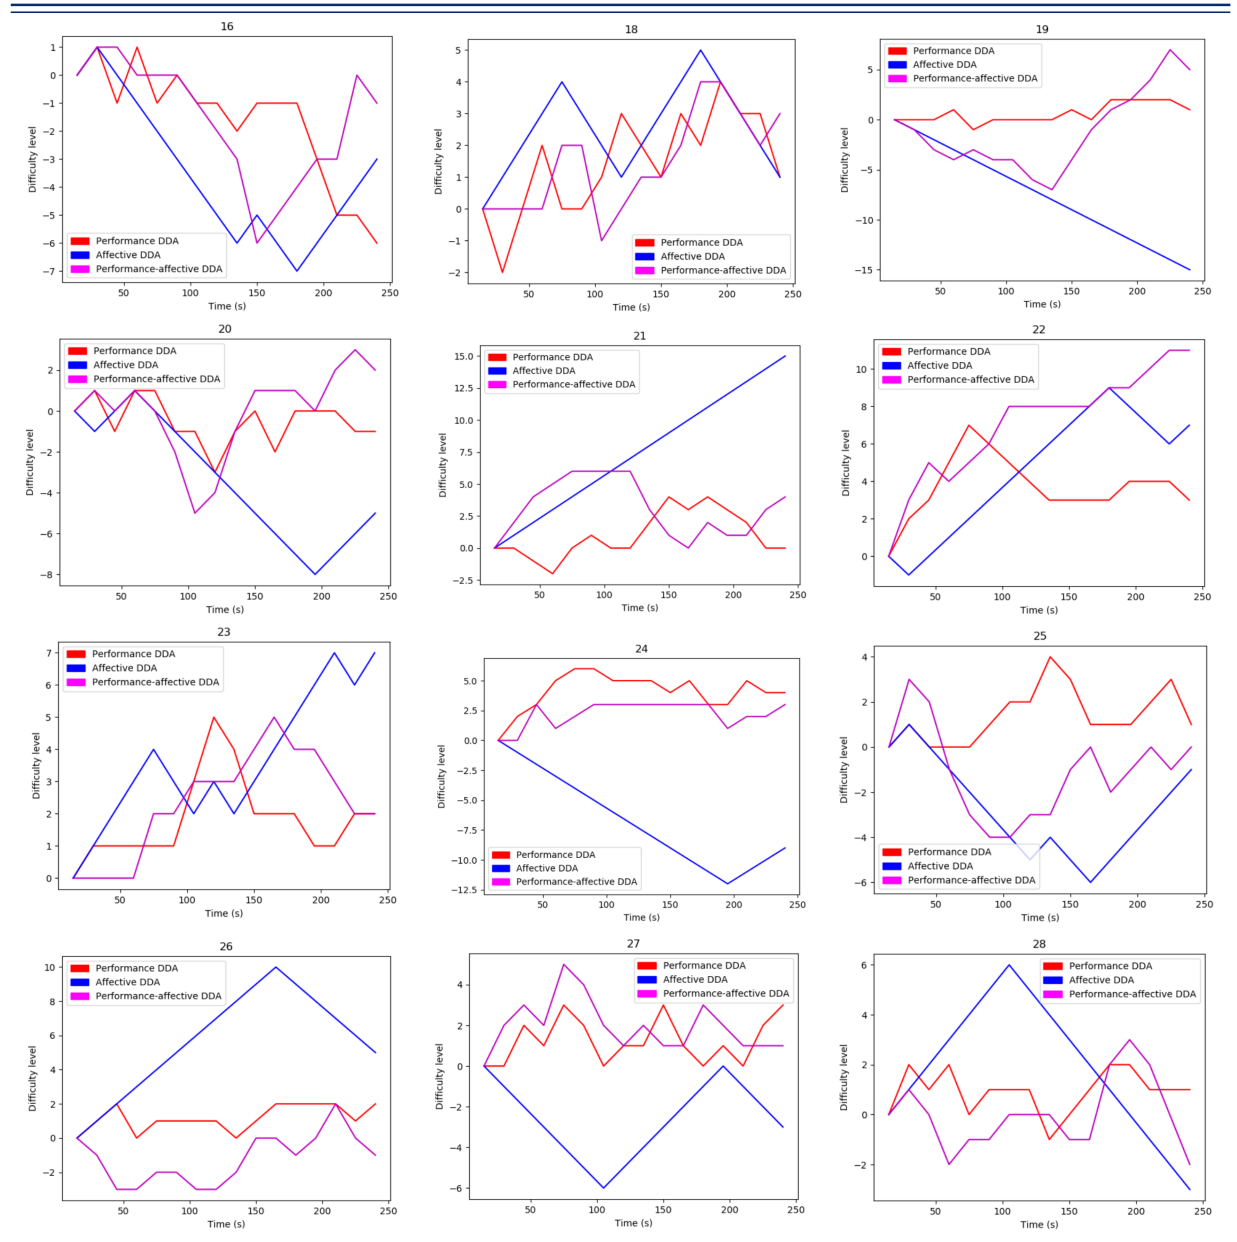 16
1
0
−1
−2
−3
−4
−5
−6
−7
Difficulty level
Performance DDA
Affective DDA
Performance-affective DDA
50 100 150 200 250
Time (s)
18
5
4
3
2
1
0
−1
−2
Difficulty level
Performance DDA
Affective DDA
Performance-affective DDA
50 100 150 200 250
Time (s)
19
Performance DDA
Affective DDA
Performance-affective DDA
5
0
−5
−10
−15
Difficulty level
50 100 150 200 250
Time (s)
20
Performance DDA
Affective DDA
Performance-affective DDA
2
0
−2
−4
−6
−8
Difficulty level
50 100 150 200 250
Time (s)
21
Performance DDA
Affective DDA
Performance-affective DDA
15.0
12.5
10.0
7.5
5.0
2.5
0.0
−2.5
Difficulty level
50 100 150 200 250
Time (s)
22
Performance DDA
Affective DDA
Performance-affective DDA
10
8
6
4
2
0
Difficulty level
50 100 150 200 250
Time (s)
23
Performance DDA
Affective DDA
Performance-affective DDA
7
6
5
4
3
2
1
0
Difficulty level
50 100 150 200 250
Time (s)
24
5.0
2.5
0.0
−2.5
−5.0
−7.5
−10.0
−12.5
Difficulty level
Performance DDA
Affective DDA
Performance-affective DDA
50 100 150 200 250
Time (s)
25
4
2
0
−2
−4
−6
Difficulty level
Performance DDA
Affective DDA
Performance-affective DDA
50 100 150 200 250
Time (s)
26
Performance DDA
Affective DDA
Performance-affective DDA
10
8
6
4
2
0
−2
Difficulty level
50 100 150 200 250
Time (s)
27
Performance DDA
Affective DDA
Performance-affective DDA
4
2
0
−2
−4
−6
Difficulty level
50 100 150 200 250
Time (s)
28
Performance DDA
Affective DDA
Performance-affective DDA
6
4
2
0
−2
Difficulty level
50 100 150 200 250
Time (s)